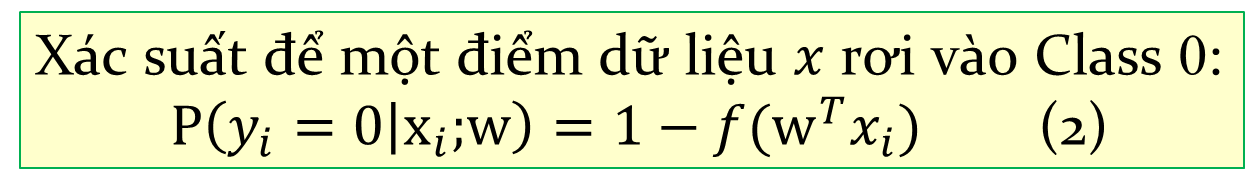 Xác suất để một điểm dữ liệu x rơi vào Class 0:
P(yᵢ = 0|xᵢ;w) = 1 − f(wᵀxᵢ) (2)